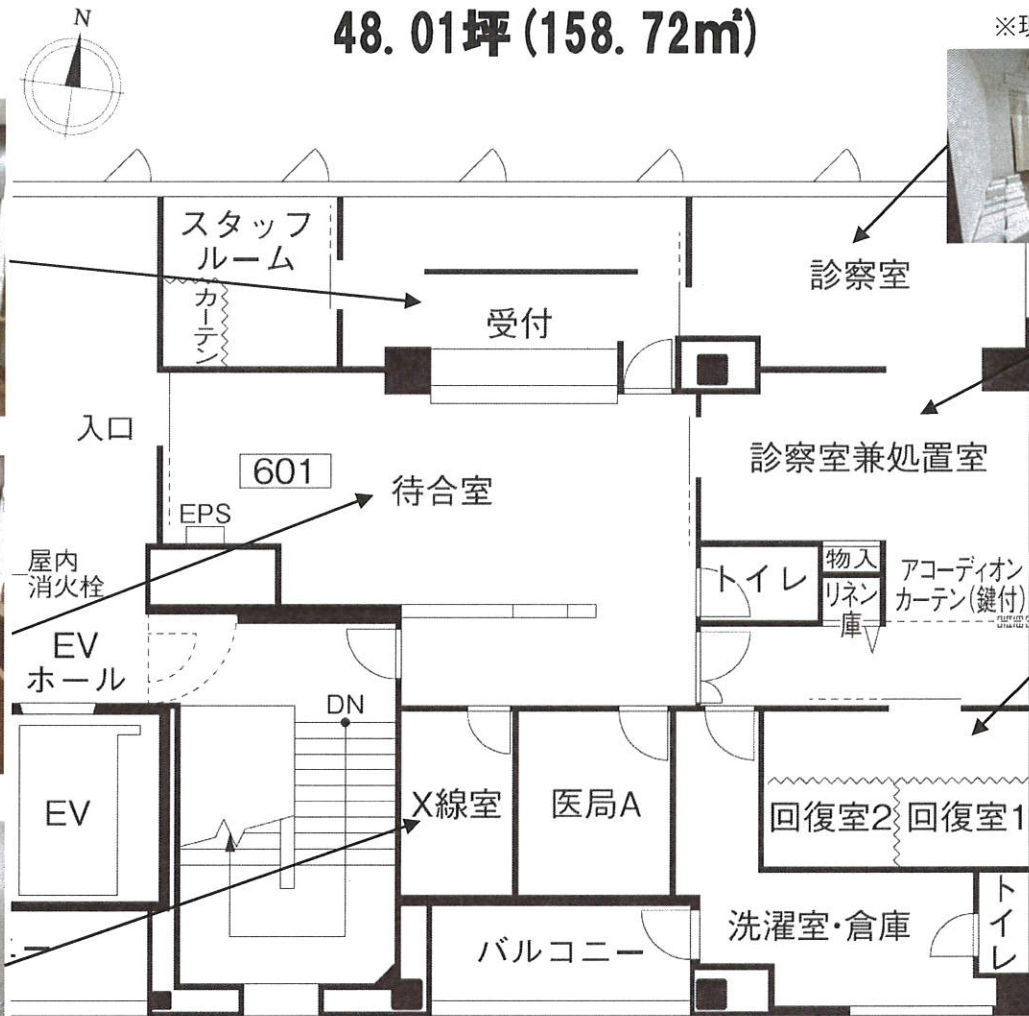 N
48.01坪(158.72㎡)
スタッフ
ルーム
カーテン
受付
診察室
入口
601
待合室
診察室兼処置室
EPS
屋内
消火栓
トイレ
物入
リネン
庫
アコーディオン
カーテン(鍵付)
EV
ホール
DN
EV
X線室
医局A
回復室2
回復室1
洗濯室・倉庫
トイレ
バルコニー